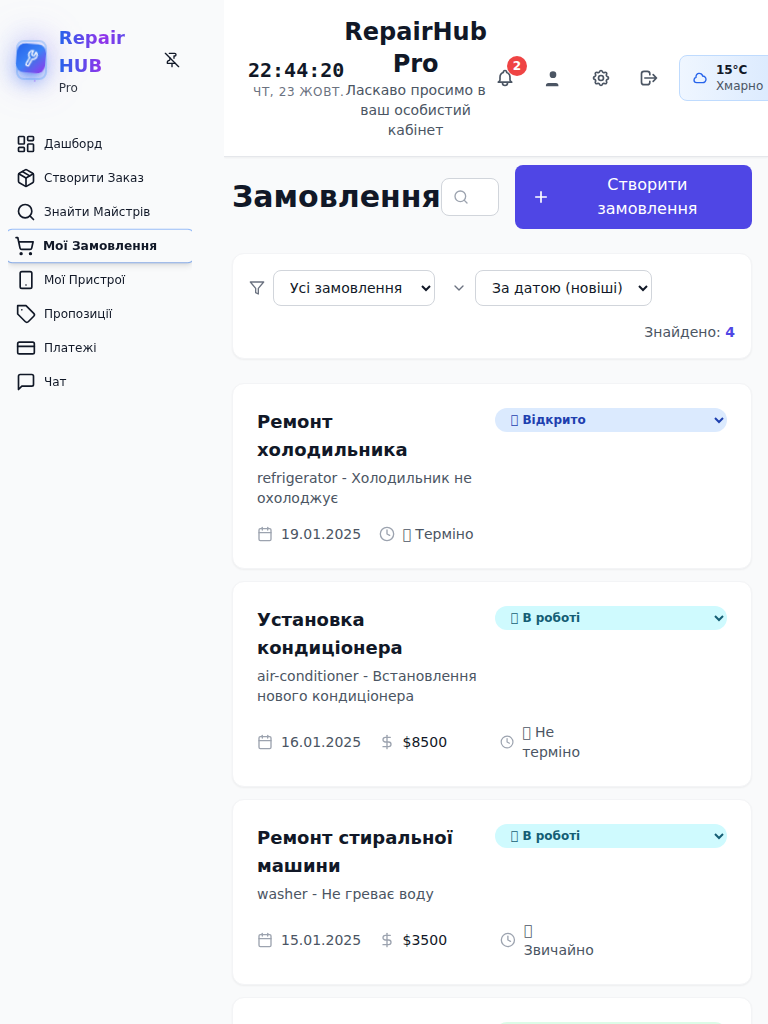 Repair
HUB
Pro
Дашборд
Створити Заказ
Знайти Майстрів
Мої Замовлення
Мої Пристрої
Пропозиції
Платежі
Чат
22:44:20
ЧТ, 23 ЖОВТ.
RepairHub
Pro
Ласкаво просимо в
ваш особистий
кабінет
2
15°C
Хмарно
Замовлення
Створити
замовлення
Усі замовлення
За датою (новіші)
Знайдено: 4
Ремонт
холодильника
Відкрито
refrigerator - Холодильник не
охолоджує
19.01.2025
Терміно
Установка
кондиціонера
В роботі
air-conditioner - Встановлення
нового кондиціонера
16.01.2025
$8500
Не
терміно
Ремонт стиральної
машини
В роботі
washer - Не греває воду
15.01.2025
$3500
Звичайно